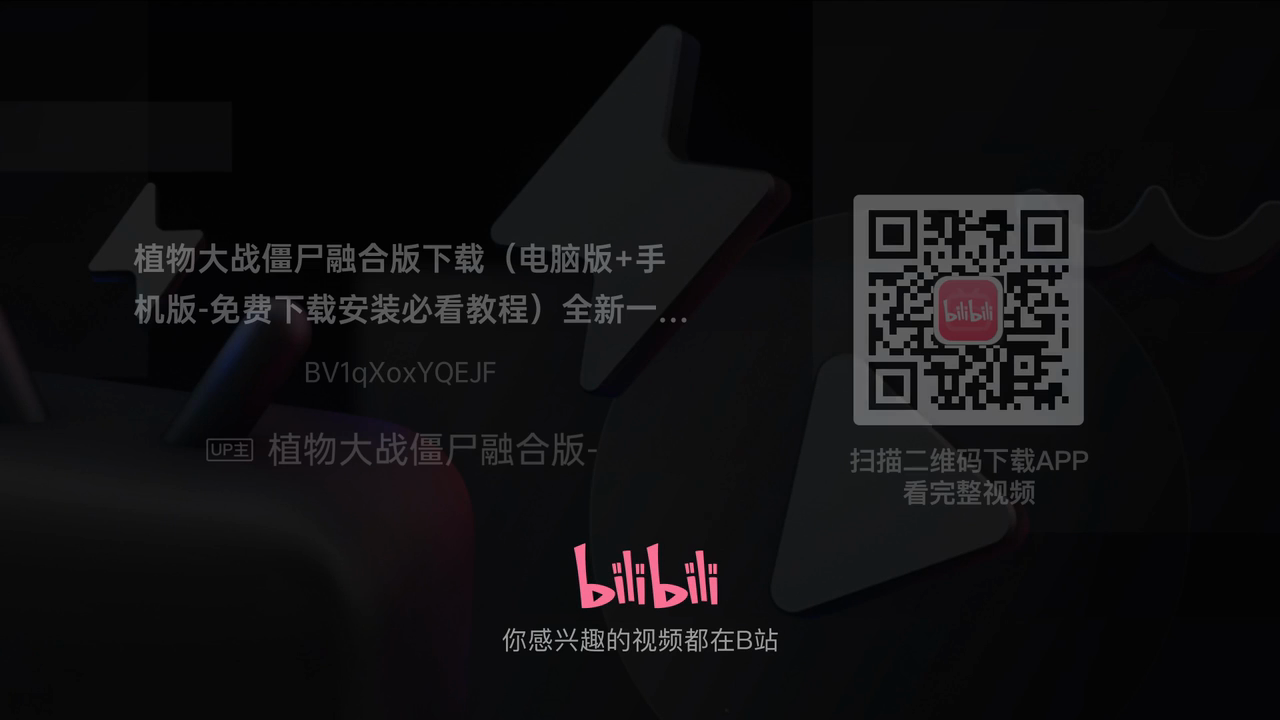 植物大战僵尸融合版下载（电脑版+手
机版-免费下载安装必看教程）全新一...
BV1qXoxYQEJF
UP主 植物大战僵尸融合版-
bilibili
扫描二维码下载APP
看完整视频
bilibili
你感兴趣的视频都在B站